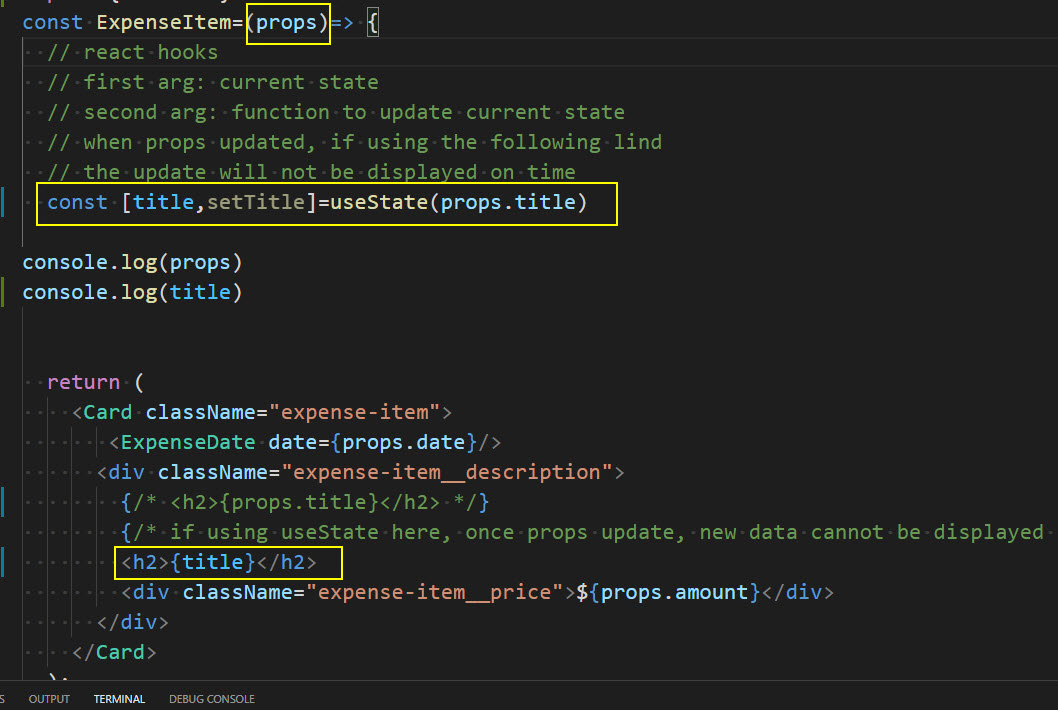 const ExpenseItem=(props)=> {
// react hooks
// first arg: current state
// second arg: function to update current state
// when props updated, if using the following lind
// the update will not be displayed on time
const [title,setTitle]=useState(props.title)
console.log(props)
console.log(title)
return (
<Card className="expense-item">
<ExpenseDate date={props.date}/>
<div className="expense-item__description">
{/* <h2>{props.title}</h2> */}
{/* if using useState here, once props update, new data cannot be displayed
<h2>{title}</h2>
<div className="expense-item__price">${props.amount}</div>
</div>
</Card>
);
S OUTPUT TERMINAL DEBUG CONSOLE